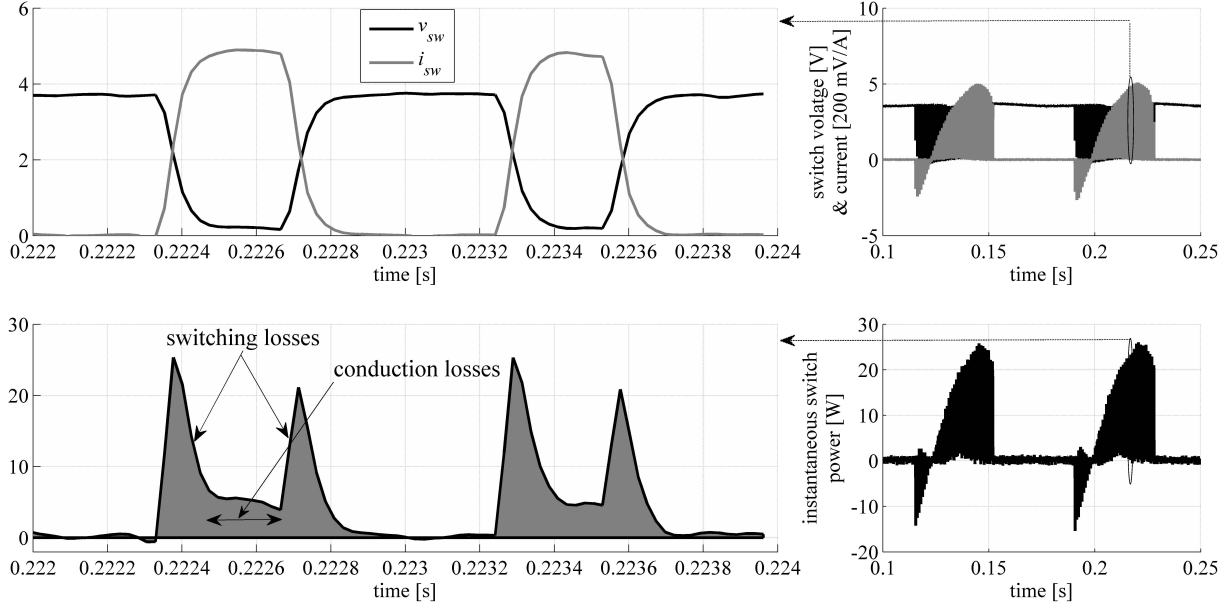 6
4
2
0
v_sw
i_sw
0.222 0.2222 0.2224 0.2226 0.2228 0.223 0.2232 0.2234 0.2236 0.2238 0.224
time [s]
10
5
0
-5
switch volatge [V]
& current [200 mV/A]
0.1 0.15 0.2 0.25
time [s]
30
20
10
0
switching losses
conduction losses
0.222 0.2222 0.2224 0.2226 0.2228 0.223 0.2232 0.2234 0.2236 0.2238 0.224
time [s]
30
20
10
0
-10
-20
instantaneous switch
power [W]
0.1 0.15 0.2 0.25
time [s]